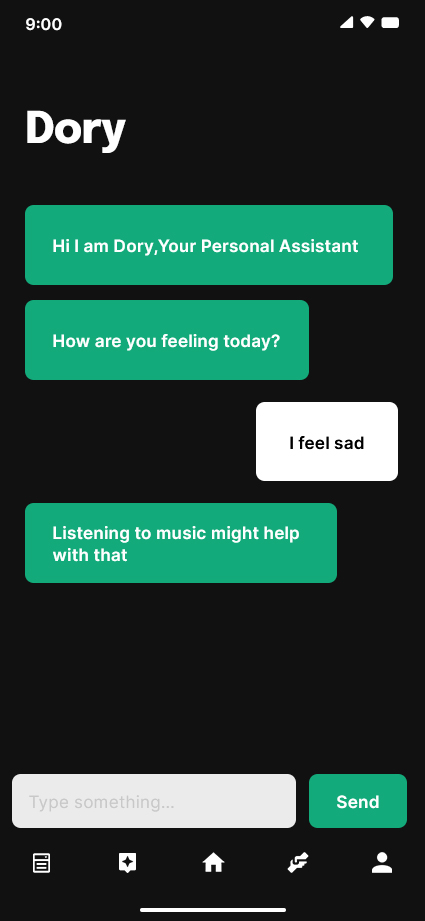 9:00
Dory
Hi I am Dory,Your Personal Assistant
How are you feeling today?
I feel sad
Listening to music might help
with that
Type something...
Send